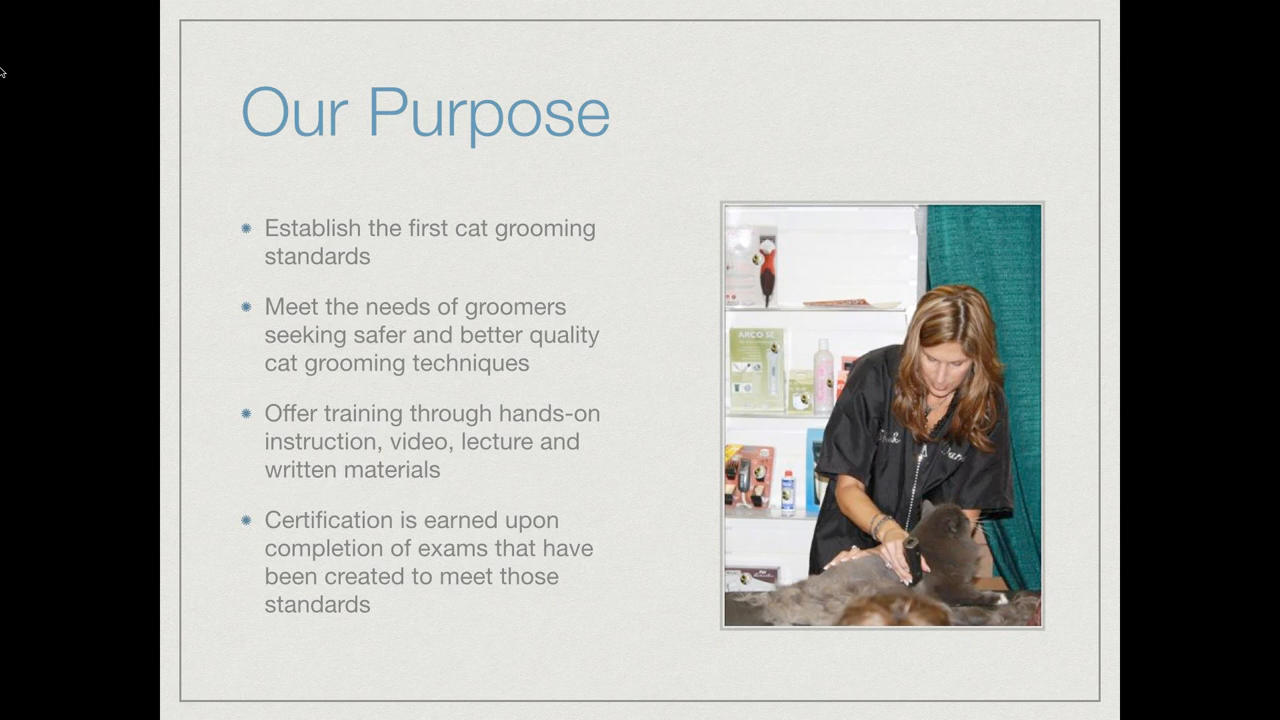 Our Purpose
Establish the first cat grooming
standards
Meet the needs of groomers
seeking safer and better quality
cat grooming techniques
Offer training through hands-on
instruction, video, lecture and
written materials
Certification is earned upon
completion of exams that have
been created to meet those
standards
ARCO SE